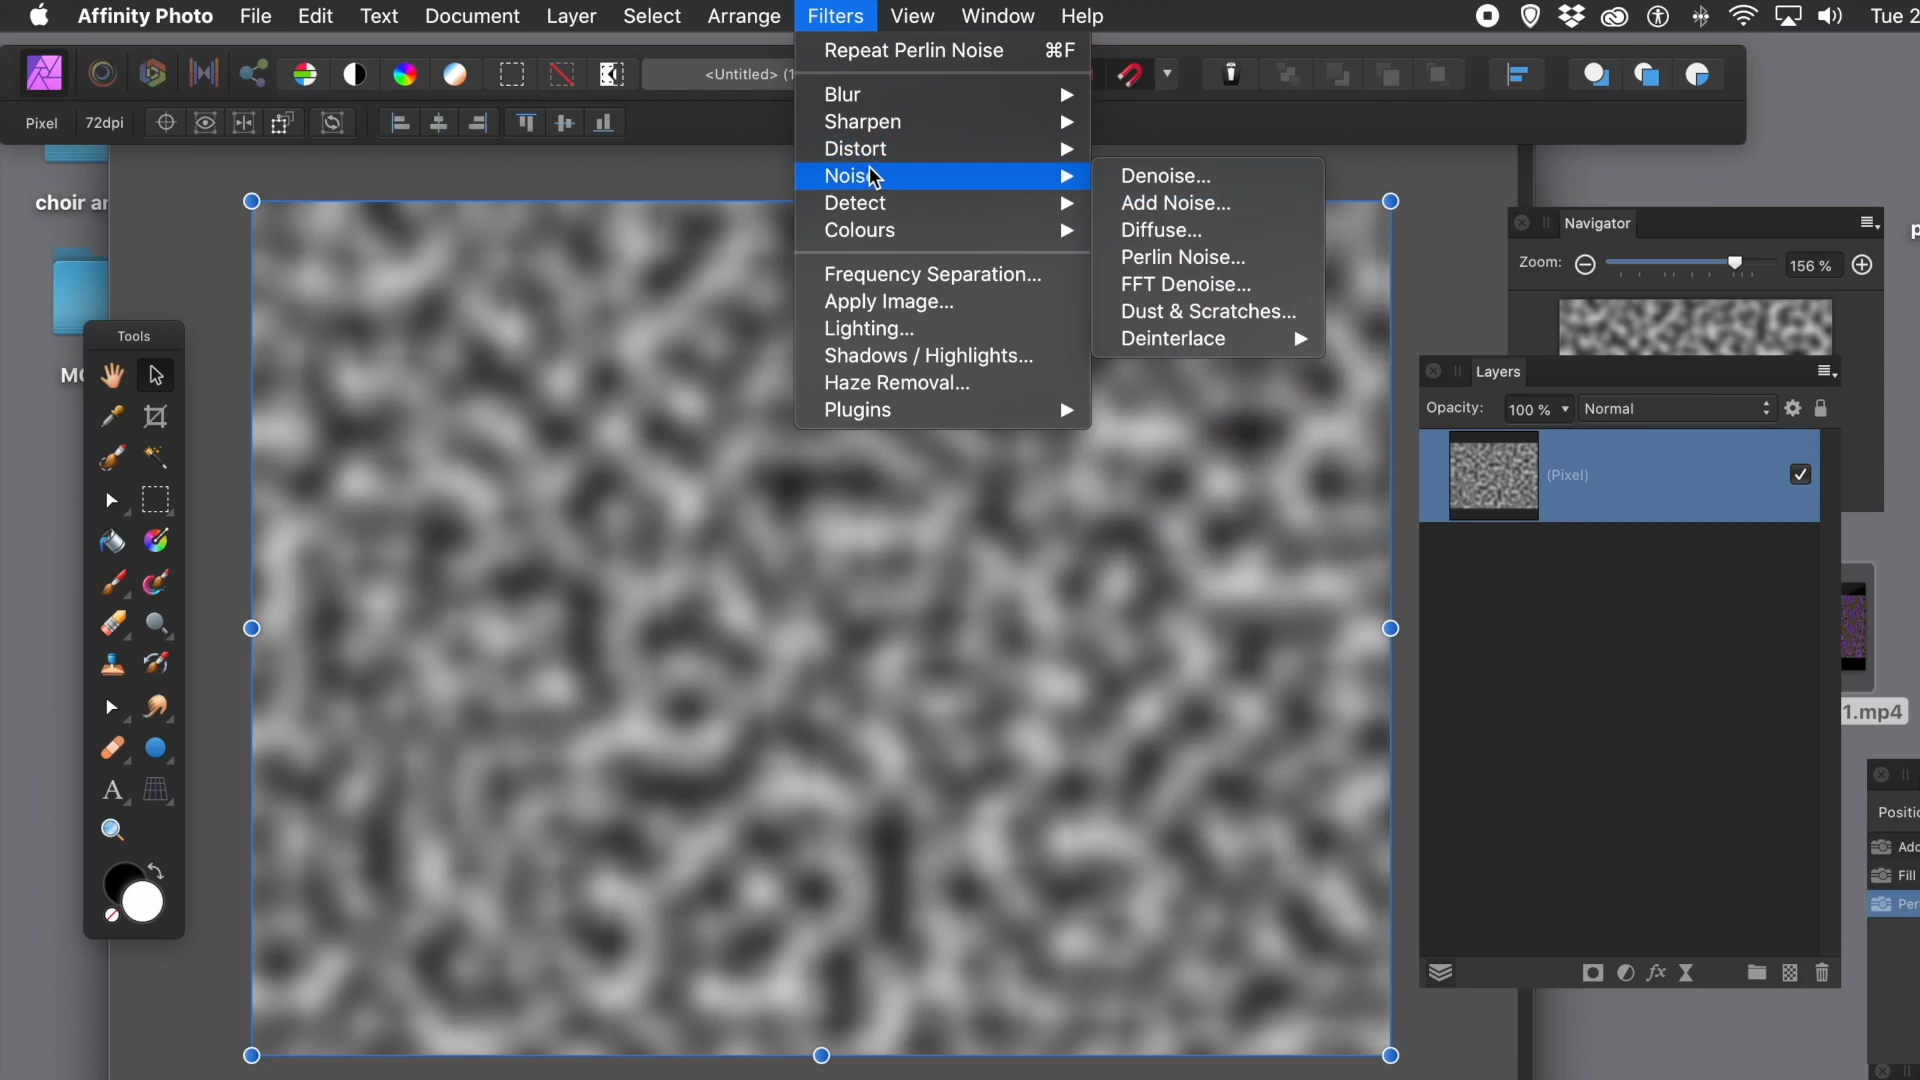 Affinity Photo File Edit Text Document Layer Select Arrange Filters View Window Help Tue 2
Repeat Perlin Noise ⌘F
<Untitled> (1
Blur
Pixel 72dpi
Sharpen
Distort
Noise
Denoise...
choir ar
Detect
Add Noise...
Colours
Diffuse...
Navigator
p
Perlin Noise...
Zoom: 156 %
Frequency Separation...
FFT Denoise...
Apply Image...
Dust & Scratches...
Lighting...
Deinterlace
Tools
Shadows / Highlights...
MC
Layers
Haze Removal...
Opacity: 100 % Normal
Plugins
(Pixel)
1.mp4
A
Positio
Add
Fill
Per